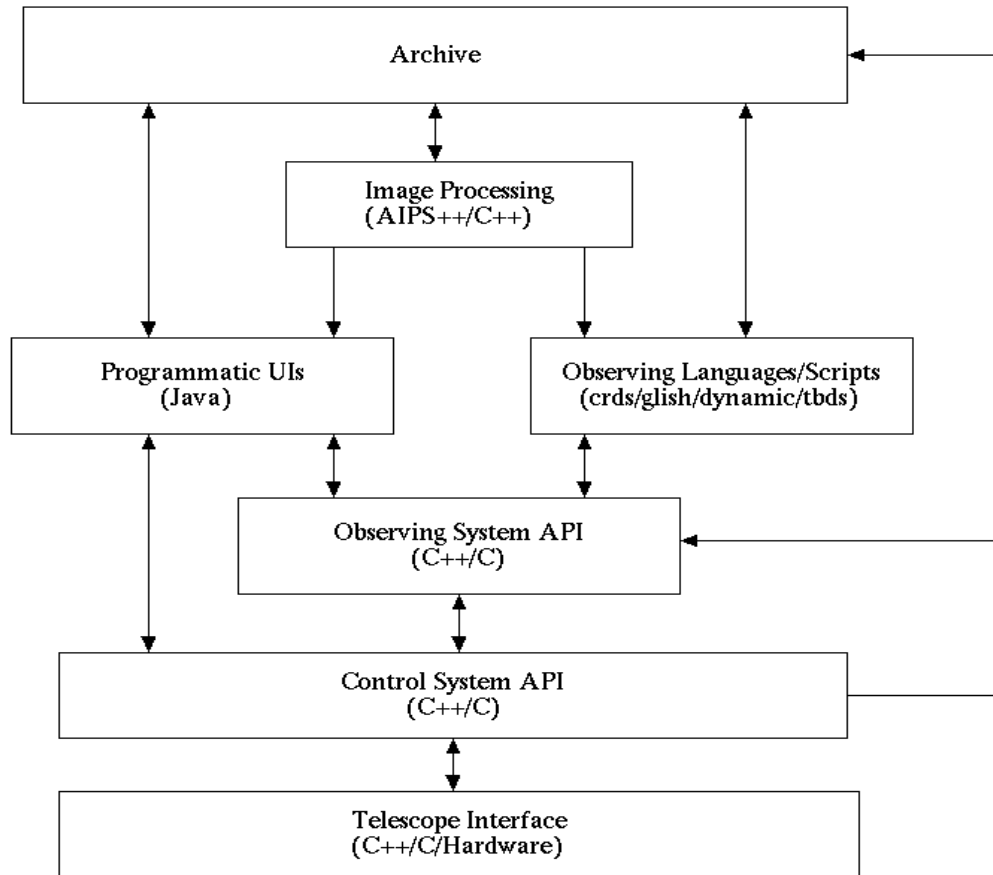 Archive
Image Processing
(AIPS++/C++)
Programmatic UIs
(Java)
Observing Languages/Scripts
(crds/glish/dynamic/tbds)
Observing System API
(C++/C)
Control System API
(C++/C)
Telescope Interface
(C++/C/Hardware)